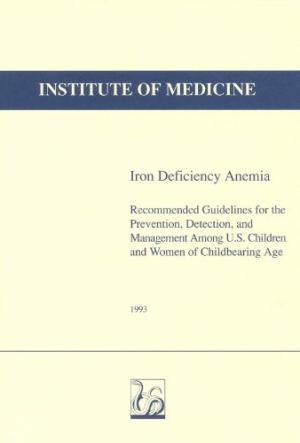 INSTITUTE OF MEDICINE
Iron Deficiency Anemia
Recommended Guidelines for the
Prevention, Detection, and
Management Among U.S. Children
and Women of Childbearing Age
1993